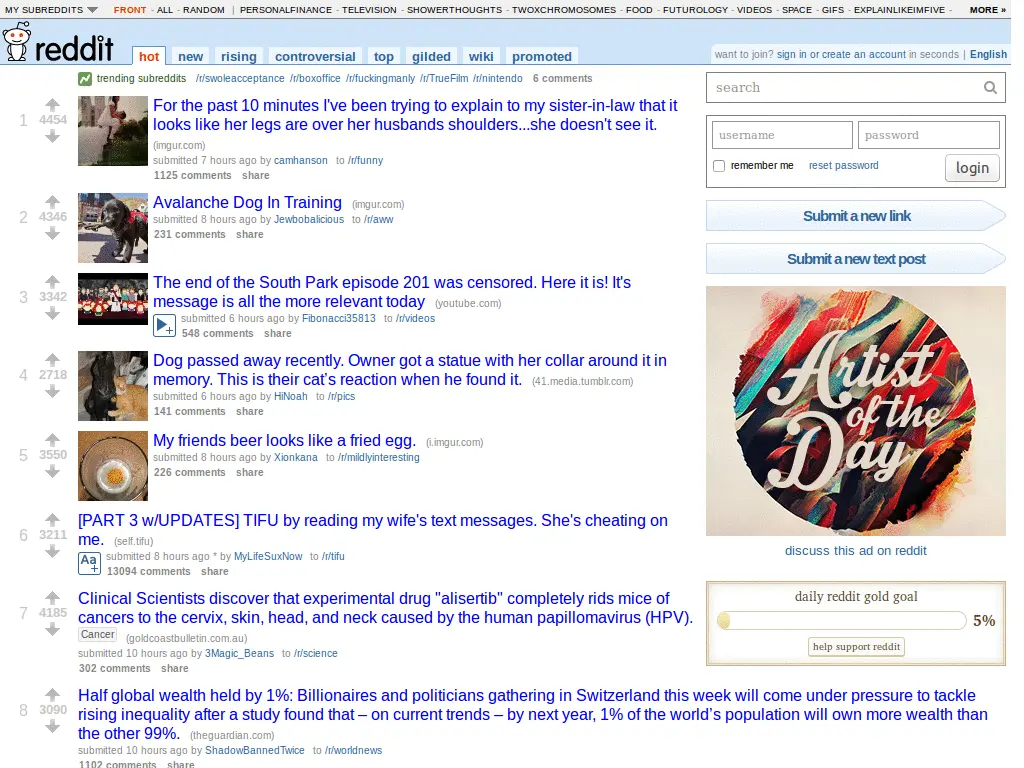 MY SUBREDDITS FRONT - ALL - RANDOM | PERSONALFINANCE - TELEVISION - SHOWERTHOUGHTS - TWOXCHROMOSOMES - FOOD - FUTUROLOGY - VIDEOS - SPACE - GIFS - EXPLAINLIKEIMFIVE - MORE »
reddit hot new rising controversial top gilded wiki promoted
want to join? sign in or create an account in seconds | English
trending subreddits /r/swoleacceptance /r/boxoffice /r/fuckingmanly /r/TrueFilm /r/nintendo 6 comments
1
4454
For the past 10 minutes I've been trying to explain to my sister-in-law that it
looks like her legs are over her husbands shoulders...she doesn't see it.
(imgur.com)
submitted 7 hours ago by camhanson to /r/funny
1125 comments share
2
4346
Avalanche Dog In Training (imgur.com)
submitted 8 hours ago by Jewbobalicious to /r/aww
231 comments share
3
3342
The end of the South Park episode 201 was censored. Here it is! It's
message is all the more relevant today (youtube.com)
submitted 6 hours ago by Fibonacci35813 to /r/videos
548 comments share
4
2718
Dog passed away recently. Owner got a statue with her collar around it in
memory. This is their cat's reaction when he found it. (41.media.tumblr.com)
submitted 6 hours ago by HiNoah to /r/pics
141 comments share
5
3550
My friends beer looks like a fried egg. (i.imgur.com)
submitted 8 hours ago by Xionkana to /r/mildlyinteresting
226 comments share
6
3211
[PART 3 w/UPDATES] TIFU by reading my wife's text messages. She's cheating on
me. (self.tifu)
Aa+
submitted 8 hours ago * by MyLifeSuxNow to /r/tifu
13094 comments share
7
4185
Clinical Scientists discover that experimental drug "alisertib" completely rids mice of
cancers to the cervix, skin, head, and neck caused by the human papillomavirus (HPV).
Cancer (goldcoastbulletin.com.au)
submitted 10 hours ago by 3Magic_Beans to /r/science
302 comments share
8
3090
Half global wealth held by 1%: Billionaires and politicians gathering in Switzerland this week will come under pressure to tackle
rising inequality after a study found that – on current trends – by next year, 1% of the world's population will own more wealth than
the other 99%. (theguardian.com)
submitted 10 hours ago by ShadowBannedTwice to /r/worldnews
1102 comments share
search
username password
remember me reset password login
Submit a new link
Submit a new text post
Artist
of the
Day
discuss this ad on reddit
daily reddit gold goal
5%
help support reddit